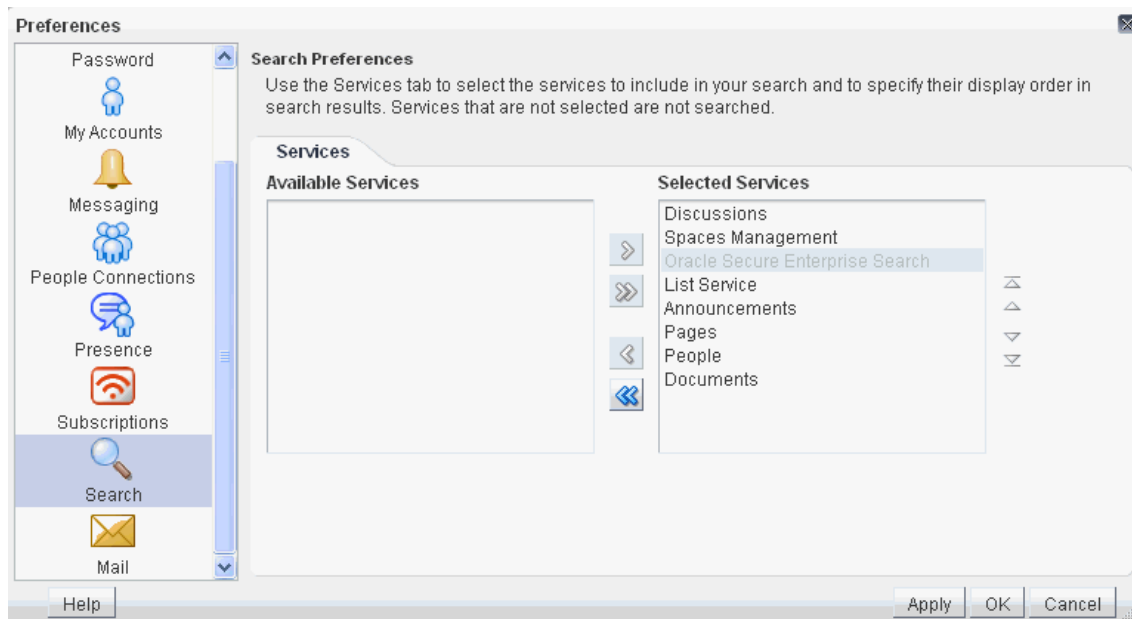 Preferences
Password
My Accounts
Messaging
People Connections
Presence
Subscriptions
Search
Mail
Search Preferences
Use the Services tab to select the services to include in your search and to specify their display order in
search results. Services that are not selected are not searched.
Services
Available Services
Selected Services
Discussions
Spaces Management
Oracle Secure Enterprise Search
List Service
Announcements
Pages
People
Documents
Help
Apply
OK
Cancel